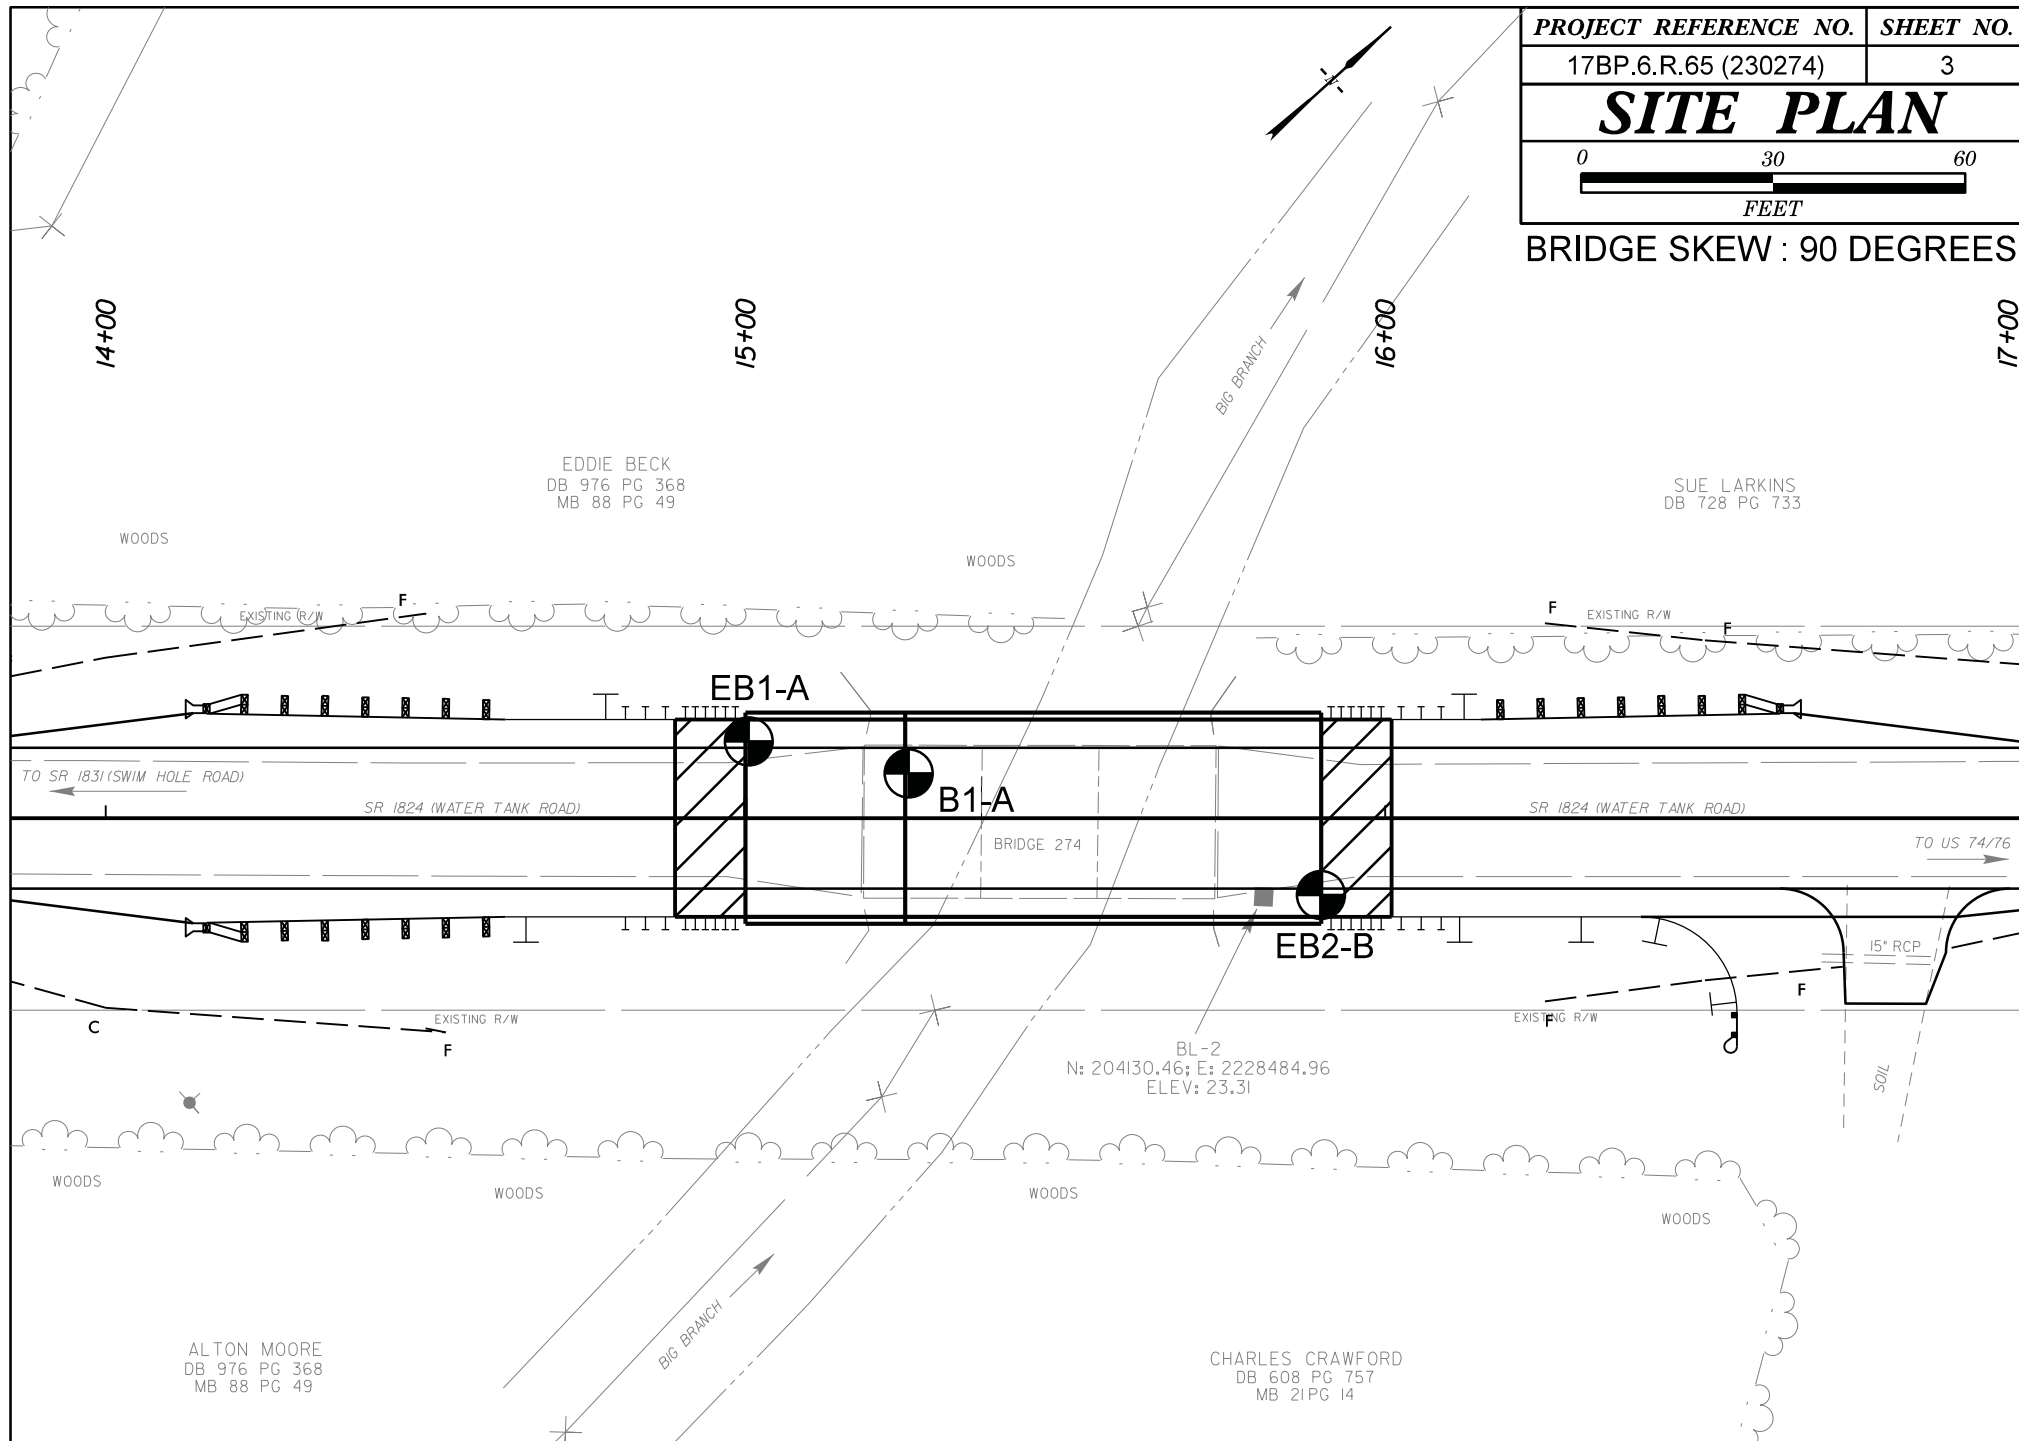 PROJECT REFERENCE NO. SHEET NO.
17BP.6.R.65 (230274) 3
SITE PLAN
0 30 60
FEET
BRIDGE SKEW : 90 DEGREES
N
14+00 15+00 16+00 17+00
BIG BRANCH
EDDIE BECK
DB 976 PG 368
MB 88 PG 49
SUE LARKINS
DB 728 PG 733
WOODS
WOODS
F
EXISTING R/W
F
EXISTING R/W
F
EB1-A
TO SR 1831 (SWIM HOLE ROAD)
SR 1824 (WATER TANK ROAD)
B1-A
SR 1824 (WATER TANK ROAD)
BRIDGE 274
TO US 74/76
EB2-B
15" RCP
F
C
EXISTING R/W
F
EXISTING R/W
F
BL-2
N: 204130.46; E: 2228484.96
ELEV: 23.31
SOIL
WOODS
WOODS
WOODS
WOODS
BIG BRANCH
ALTON MOORE
DB 976 PG 368
MB 88 PG 49
CHARLES CRAWFORD
DB 608 PG 757
MB 21 PG 14